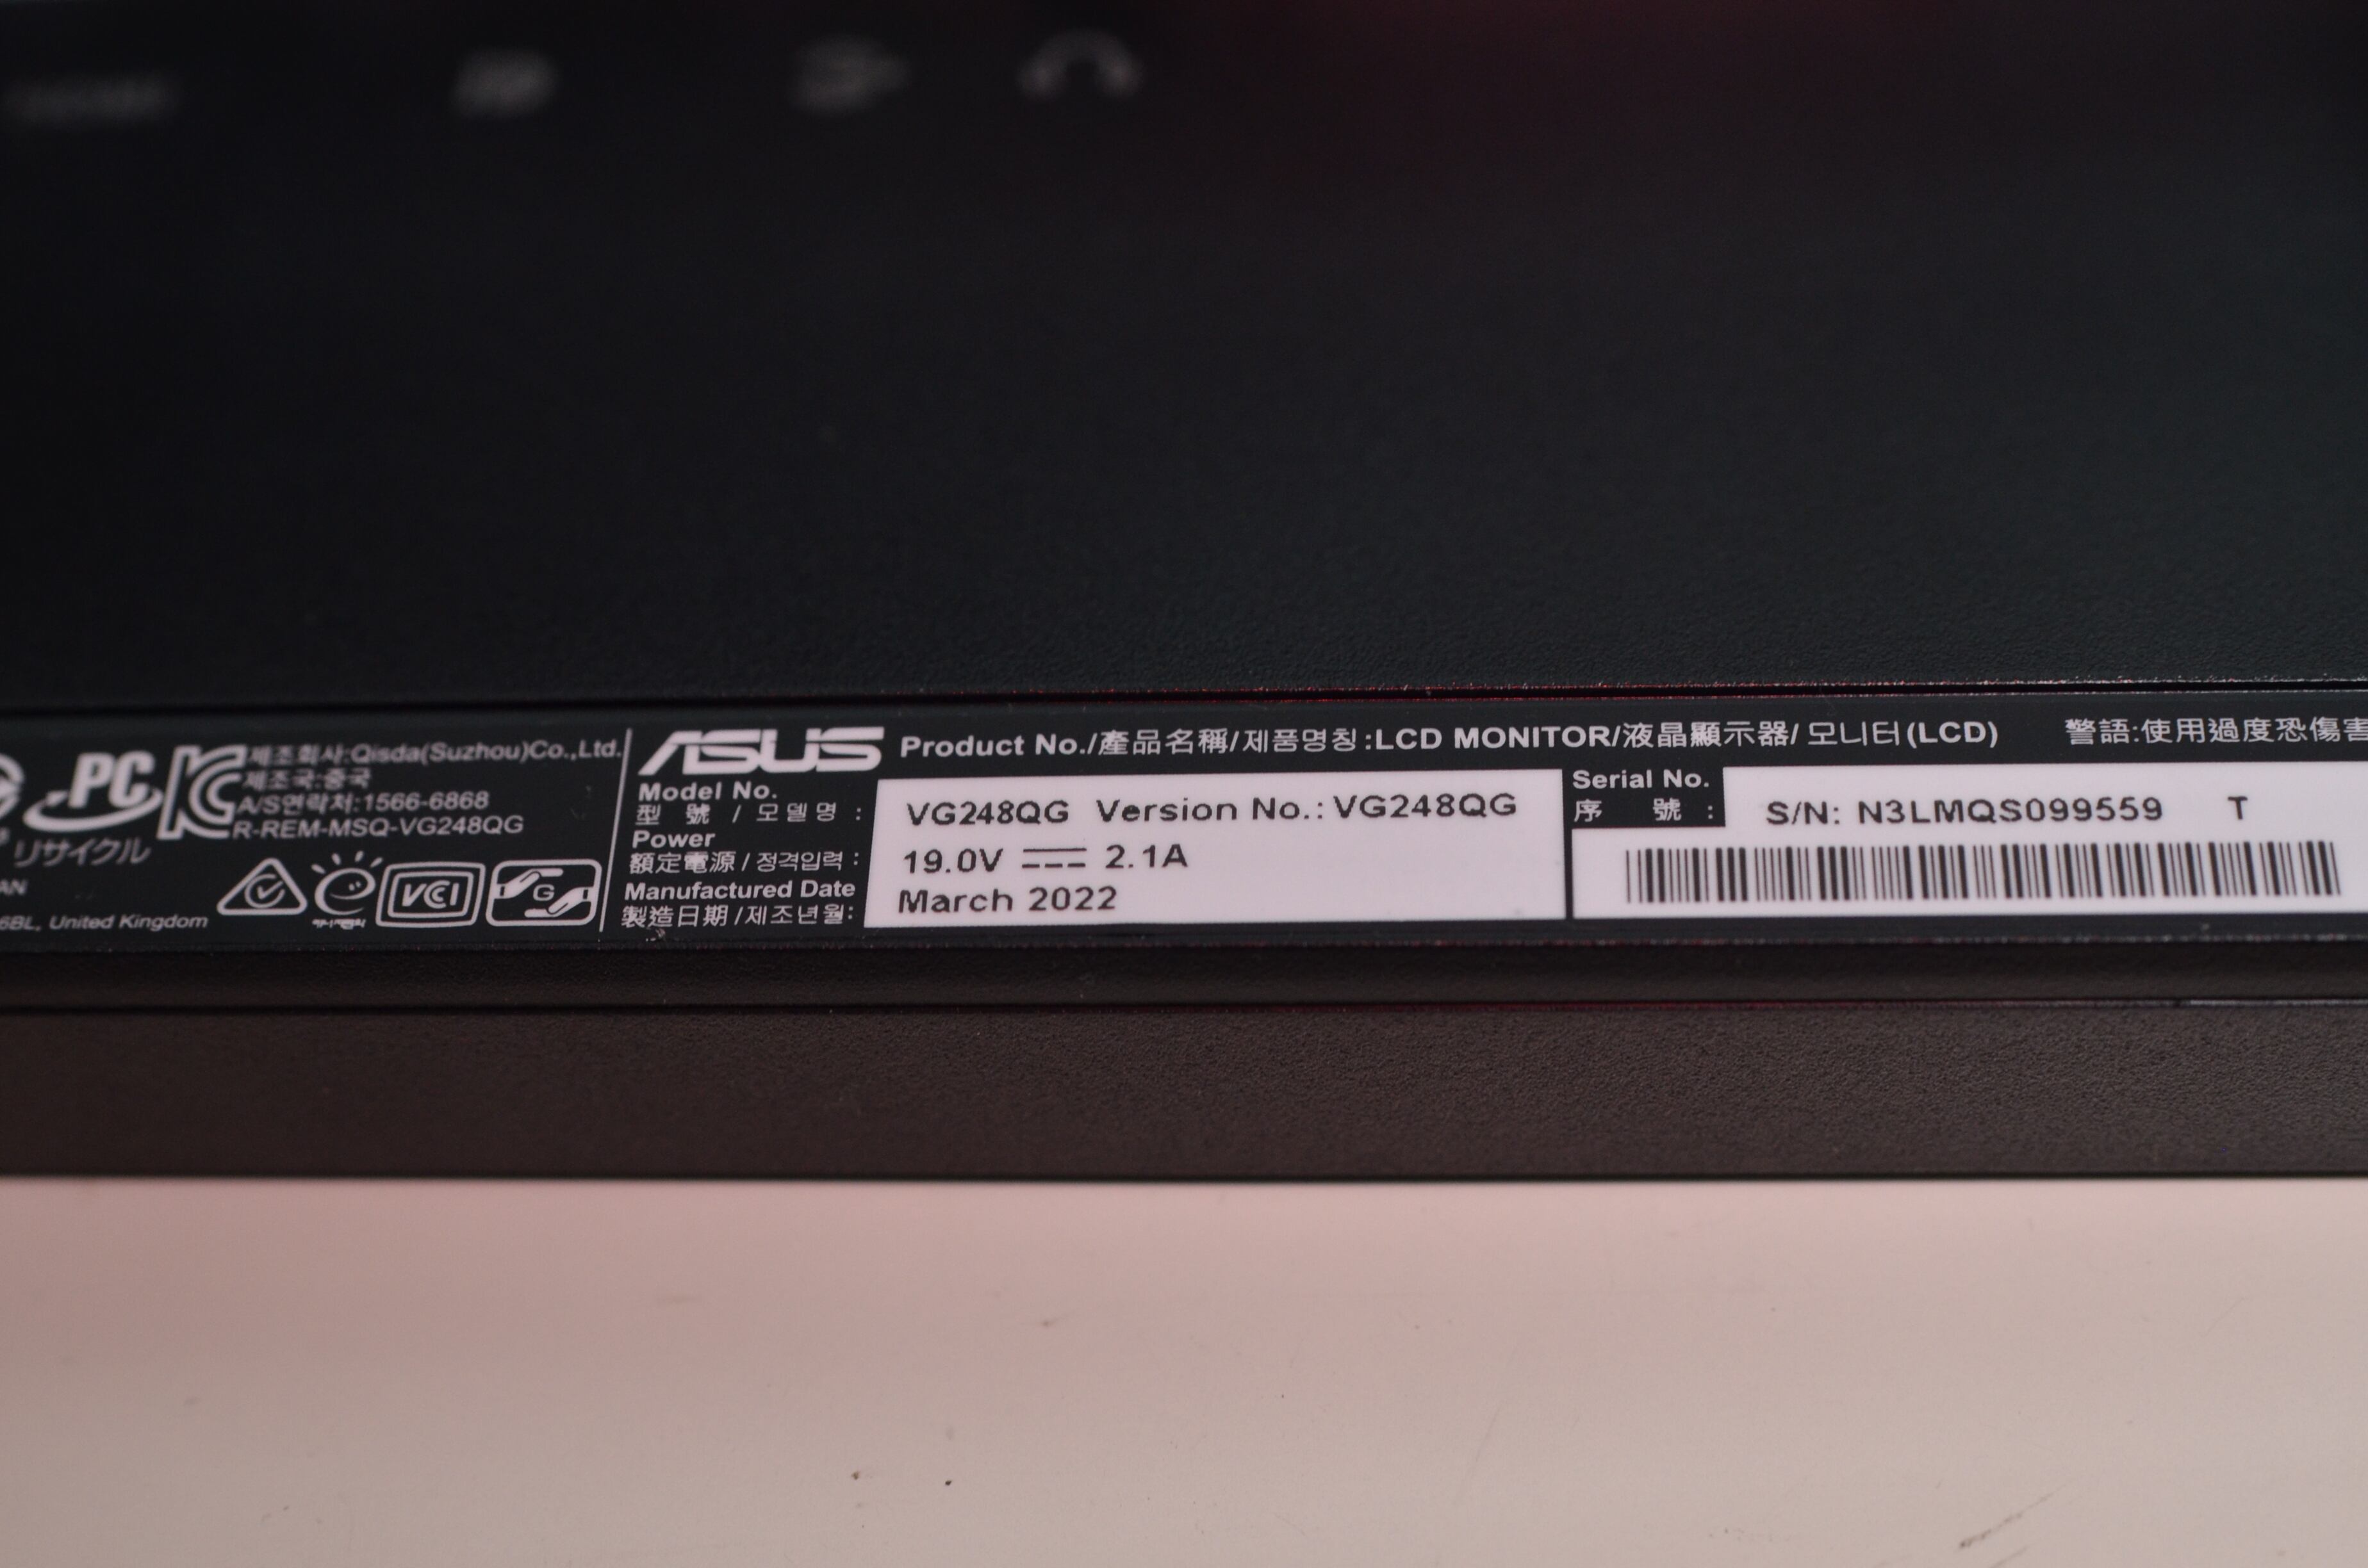 PC
リサイクル
AN
6BL, United Kingdom
제조회사:Qisda(Suzhou)Co.,Ltd.
제조국:중국
A/S연락처:1566-6868
R-REM-MSQ-VG248QG
VCCI
G
ASUS Product No./產品名稱/제품명칭:LCD MONITOR/液晶顯示器/모니터(LCD)
Model No.
型 號 / 모델명 :
VG248QG Version No.: VG248QG
Power
額定電源/정격입력:
19.0V 2.1A
Manufactured Date
製造日期/제조년월:
March 2022
Serial No.
序 號 :
S/N: N3LMQS099559 T
警語:使用過度恐傷害